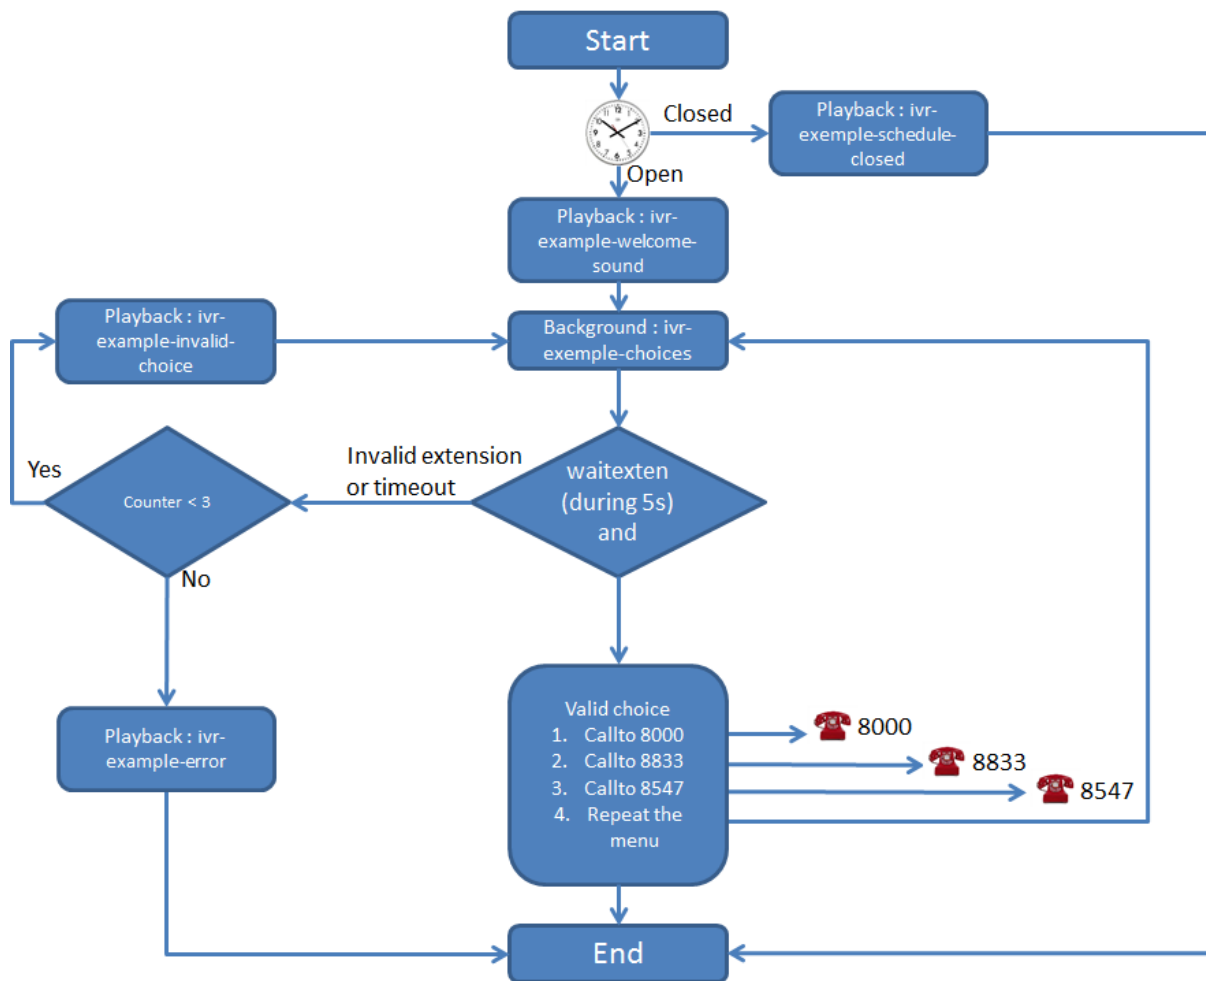 Start
Closed
Playback : ivr-
exemple-schedule-
closed
Open
Playback : ivr-
example-welcome-
sound
Playback : ivr-
example-invalid-
choice
Background : ivr-
exemple-choices
Yes
Counter < 3
Invalid extension
or timeout
waitexten
(during 5s)
and
No
Playback : ivr-
example-error
Valid choice
1. Callto 8000
2. Callto 8833
3. Callto 8547
4. Repeat the
menu
8000
8833
8547
End